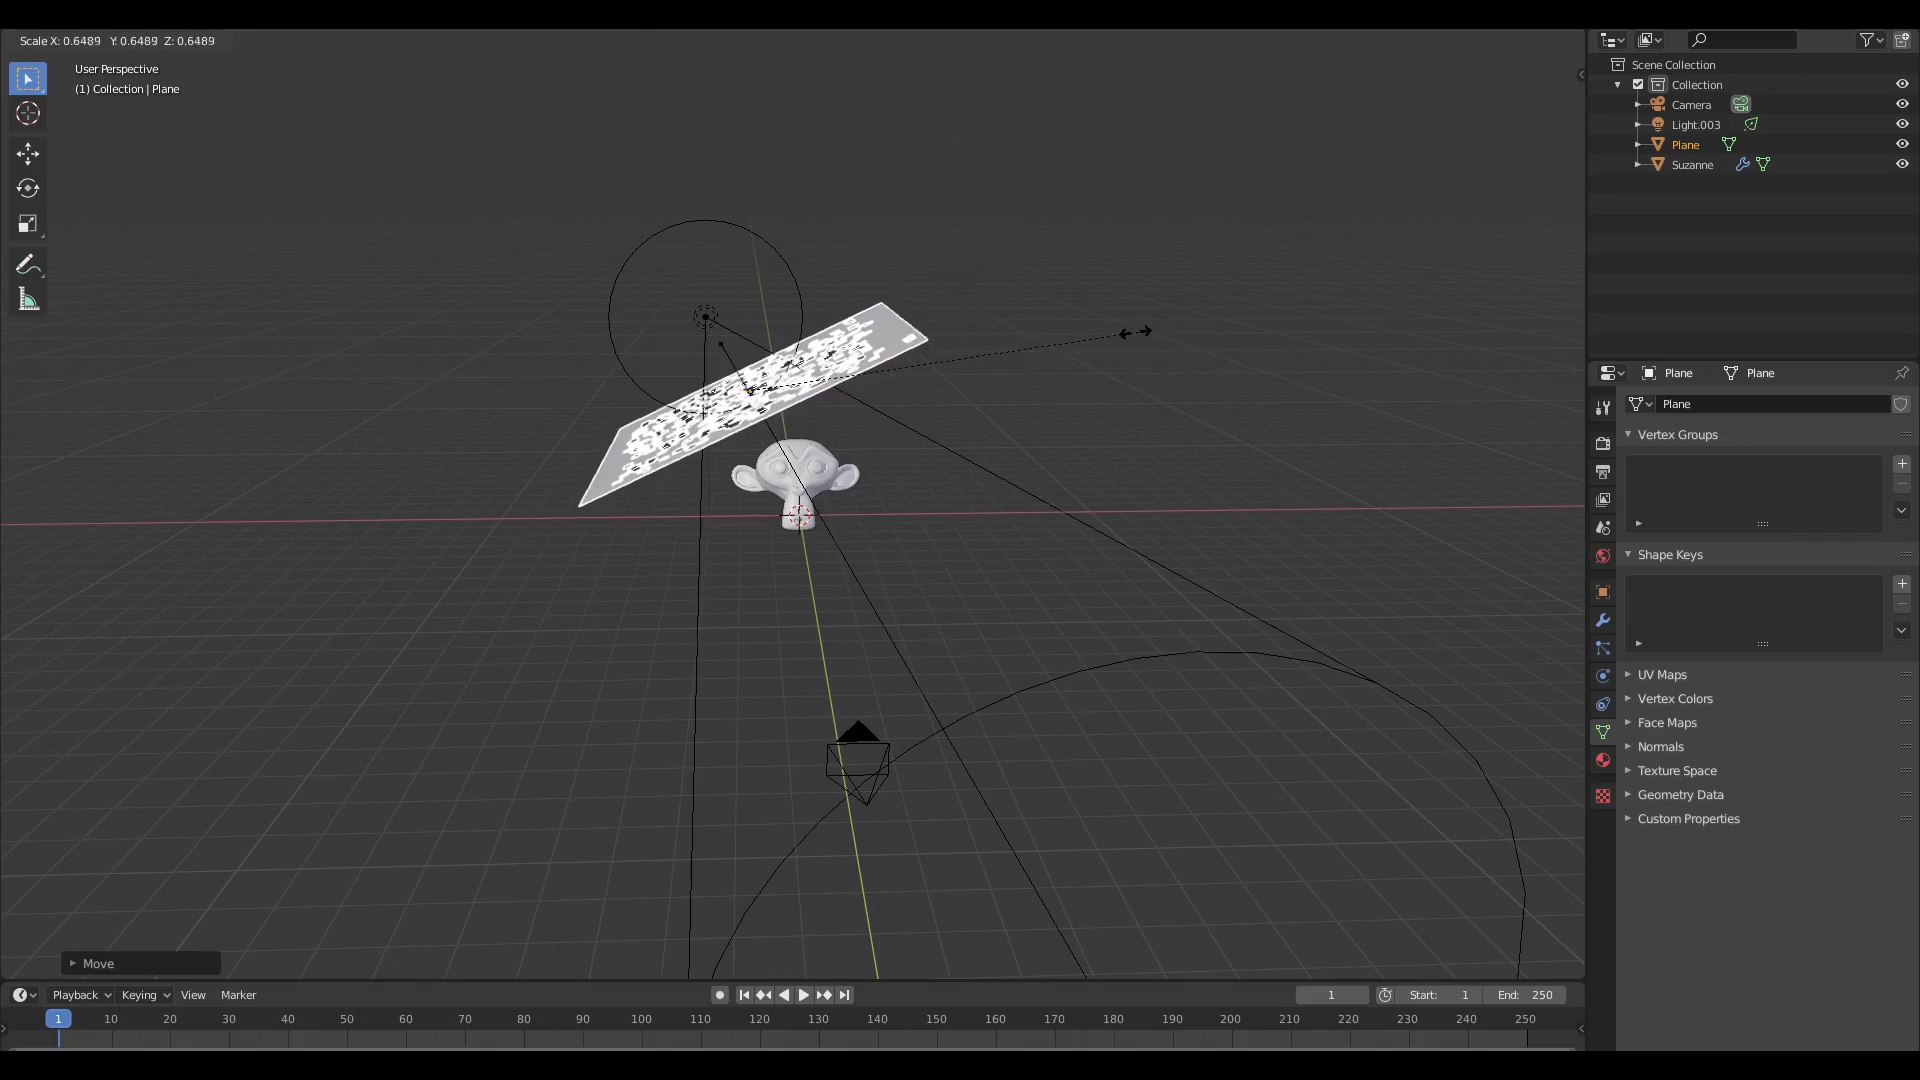 Scale X: 0.6489 Y: 0.6489 Z: 0.6489
User Perspective
(1) Collection | Plane
Scene Collection
Collection
Camera
Light.003
Plane
Suzanne
Plane
Plane
Plane
Vertex Groups
Shape Keys
UV Maps
Vertex Colors
Face Maps
Normals
Texture Space
Geometry Data
Custom Properties
Move
Playback Keying View Marker
1 Start: 1 End: 250
1 10 20 30 40 50 60 70 80 90 100 110 120 130 140 150 160 170 180 190 200 210 220 230 240 250